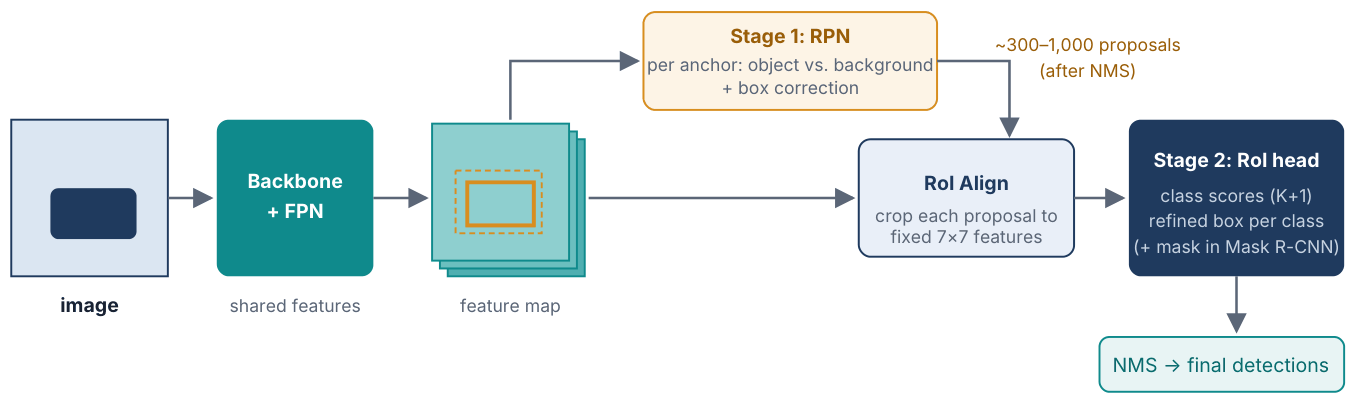 Stage 1: RPN
per anchor: object vs. background
+ box correction
~300–1,000 proposals
(after NMS)
Backbone
+ FPN
RoI Align
crop each proposal to
fixed 7×7 features
Stage 2: RoI head
class scores (K+1)
refined box per class
(+ mask in Mask R-CNN)
image
shared features
feature map
NMS → final detections